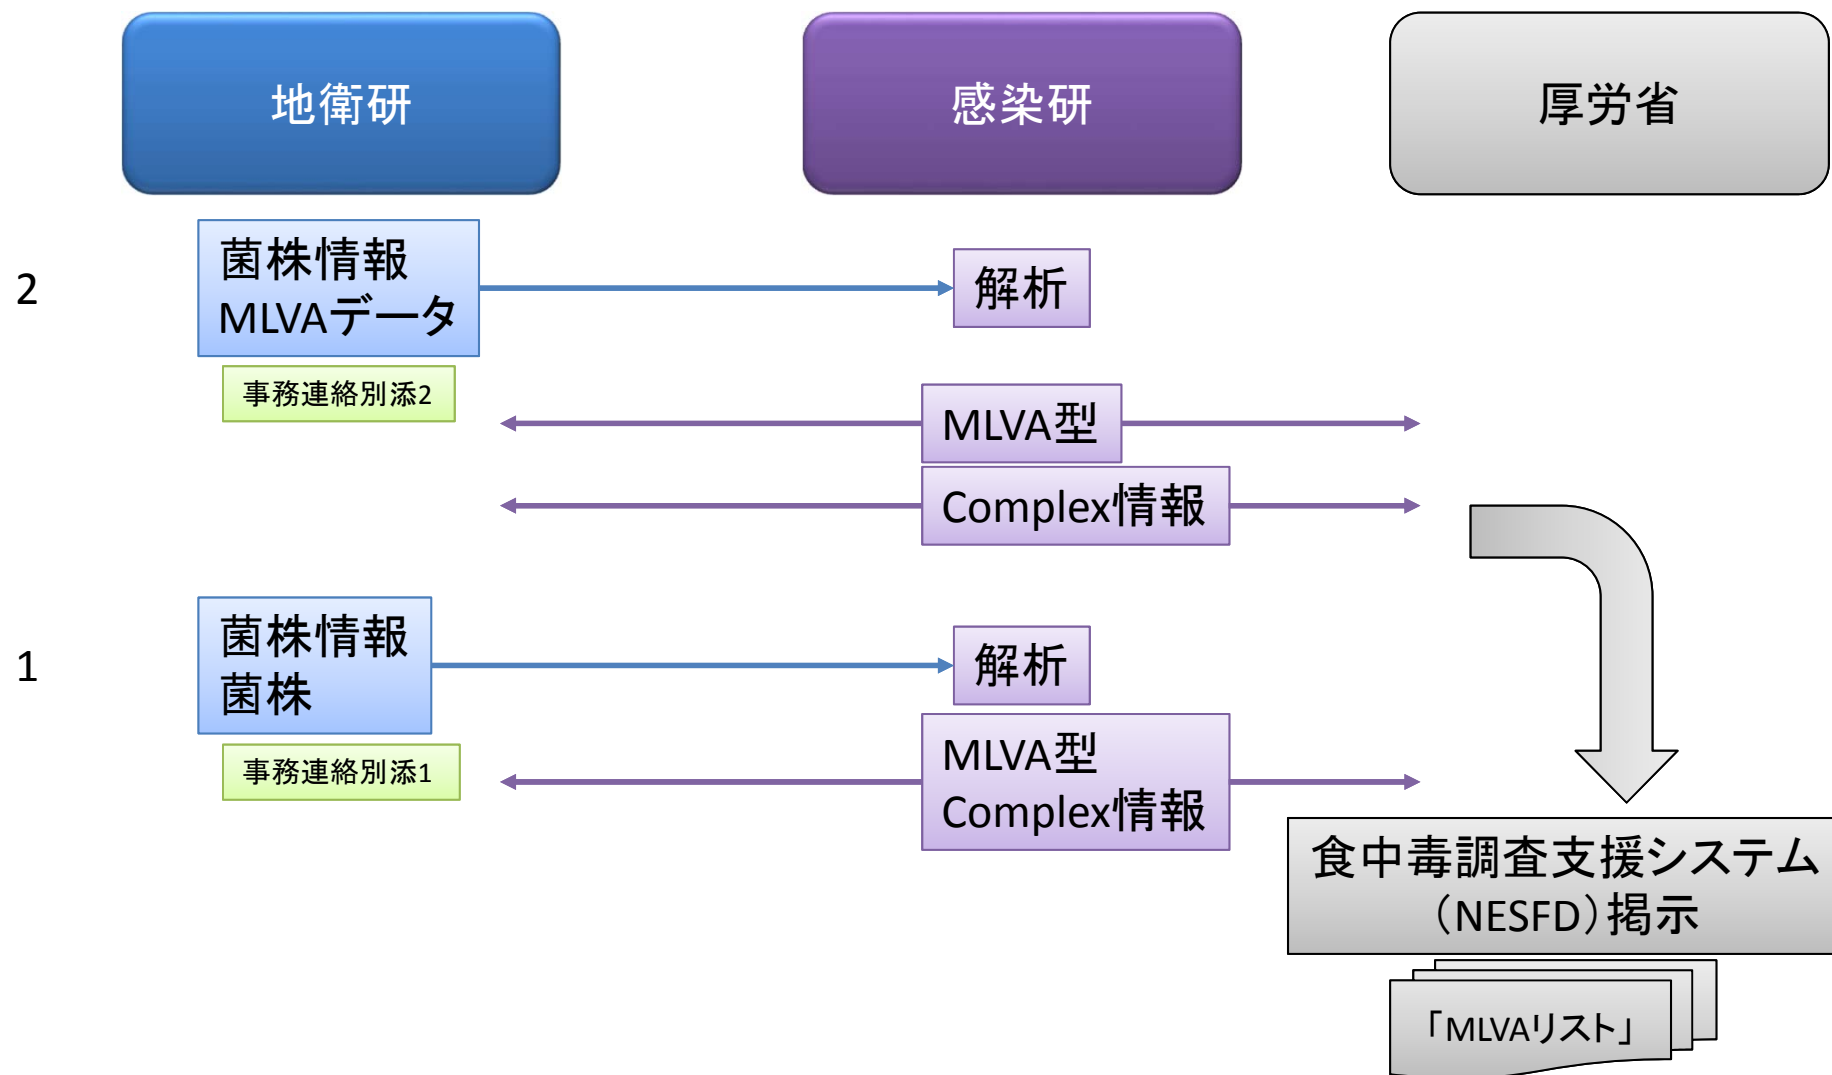 地衛研
感染研
厚労省
2
菌株情報
MLVAデータ
解析
事務連絡別添2
MLVA型
Complex情報
1
菌株情報
菌株
解析
事務連絡別添1
MLVA型
Complex情報
食中毒調査支援システム
（NESFD）掲示
「MLVAリスト」